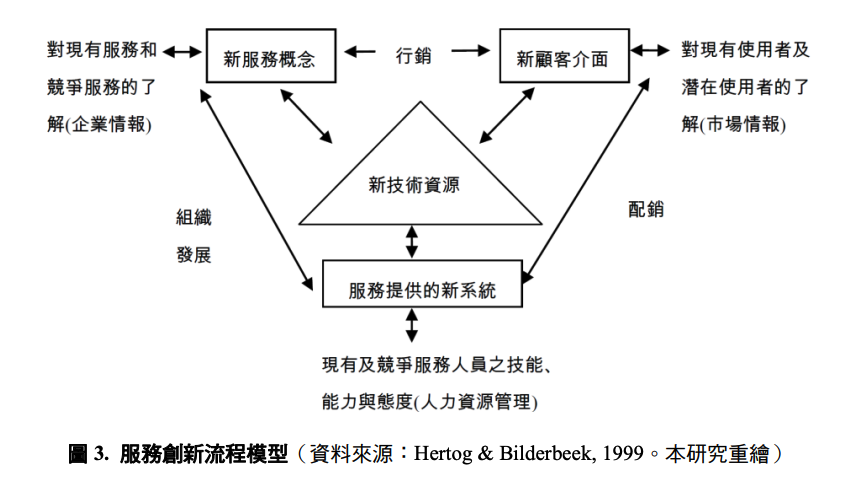 對現有服務和
競爭服務的了
解(企業情報)
新服務概念
行銷
新顧客介面
對現有使用者及
潛在使用者的了
解(市場情報)
新技術資源
組織
發展
配銷
服務提供的新系統
現有及競爭服務人員之技能、
能力與態度(人力資源管理)
圖 3. 服務創新流程模型（資料來源：Hertog & Bilderbeek, 1999。本研究重繪）